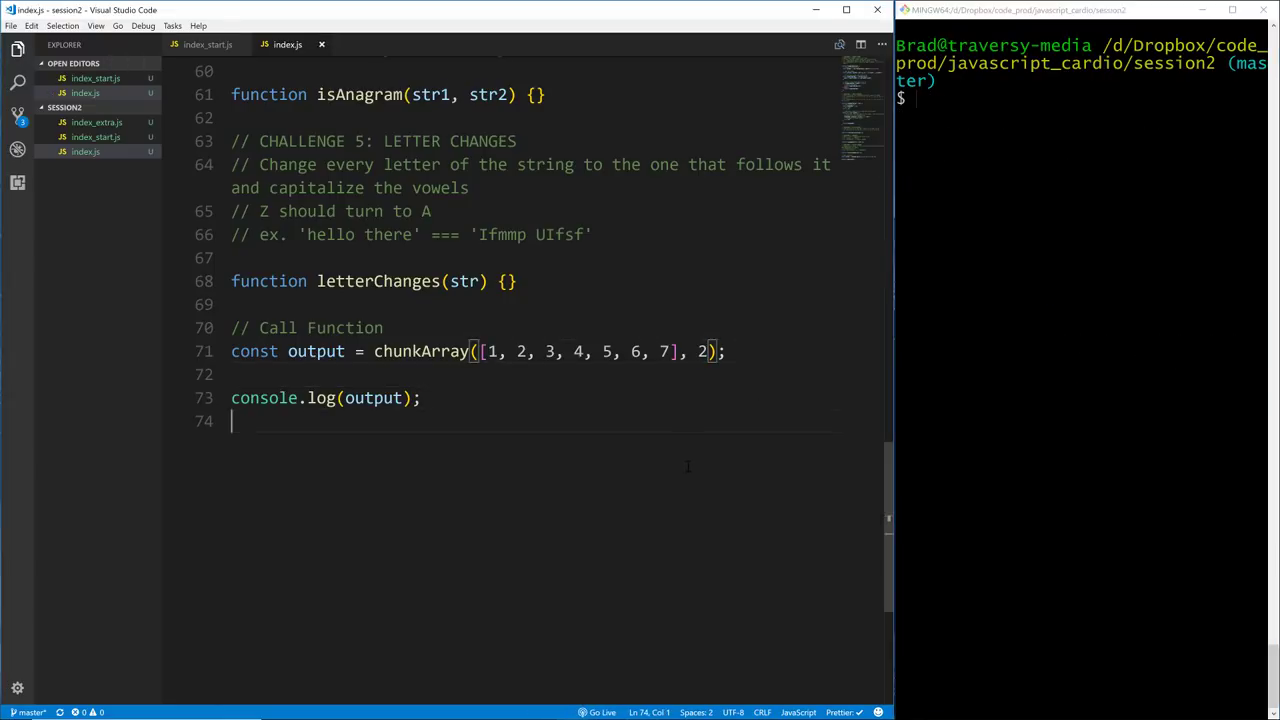 index.js - session2 - Visual Studio Code
File Edit Selection View Go Debug Tasks Help
EXPLORER
OPEN EDITORS
index_start.js U
index.js U
SESSION2
index_extra.js U
index_start.js U
index.js U
3
index_start.js
index.js
60
61 function isAnagram(str1, str2) {}
62
63 CHALLENGE 5: LETTER CHANGES
64 Change every letter of the string to the one that follows it
and capitalize the vowels
65 // Z should turn to A
66 // ex. 'hello there' === 'Ifmmp UIfsf'
67
68 function letterChanges(str) {}
69
70 // Call Function
71 const output = chunkArray([1, 2, 3, 4, 5, 6, 7], 2);
72
73 console.log(output);
74
master* 0 0 Ln 74, Col 1 Spaces: 2 UTF-8 CRLF JavaScript Go Live Prettier: ✓
MINGW64:/d/Dropbox/code_prod/javascript_cardio/session2
Brad@traversy-media /d/Dropbox/code_
prod/javascript_cardio/session2 (mas
ter)
$